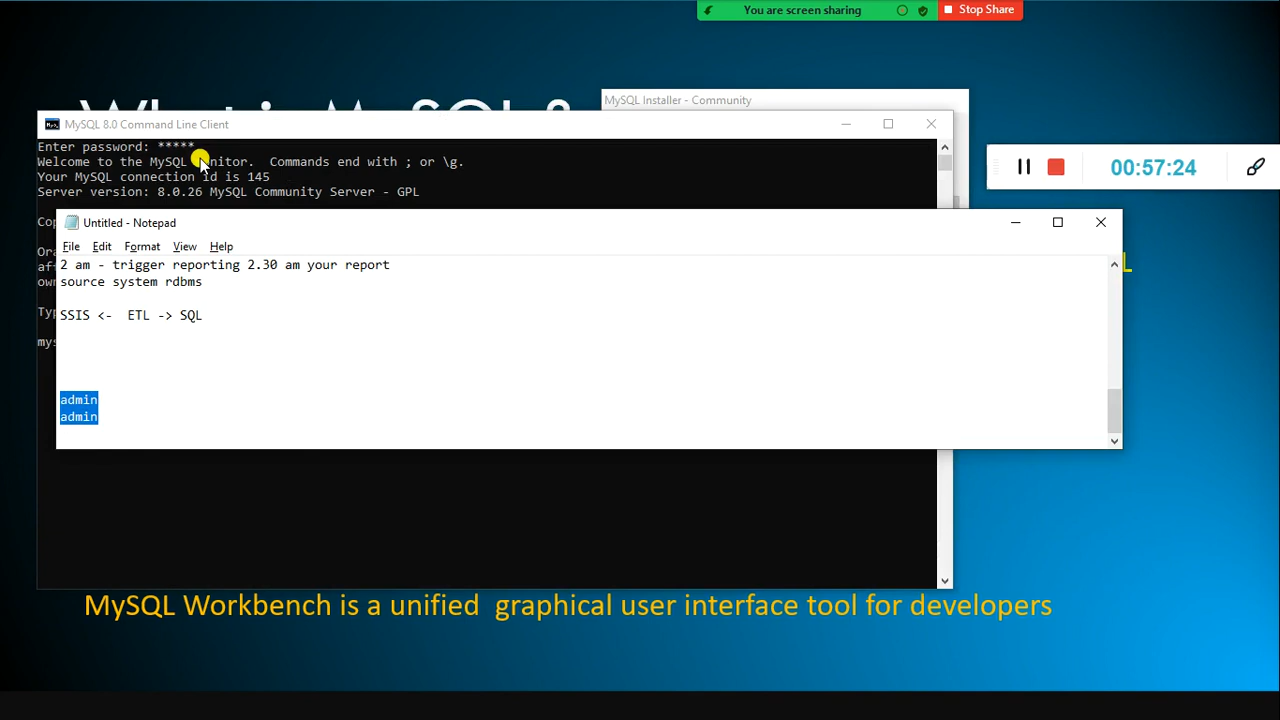 You are screen sharing
Stop Share
What is MySQL?
MySQL Installer - Community
MySQL 8.0 Command Line Client
Enter password: *****
Welcome to the MySQL monitor.  Commands end with ; or \g.
Your MySQL connection id is 145
Server version: 8.0.26 MySQL Community Server - GPL
00:57:24
Untitled - Notepad
File Edit Format View Help
2 am - trigger reporting 2.30 am your report
source system rdbms
SSIS <-  ETL -> SQL
admin
admin
MySQL Workbench is a unified  graphical user interface tool for developers